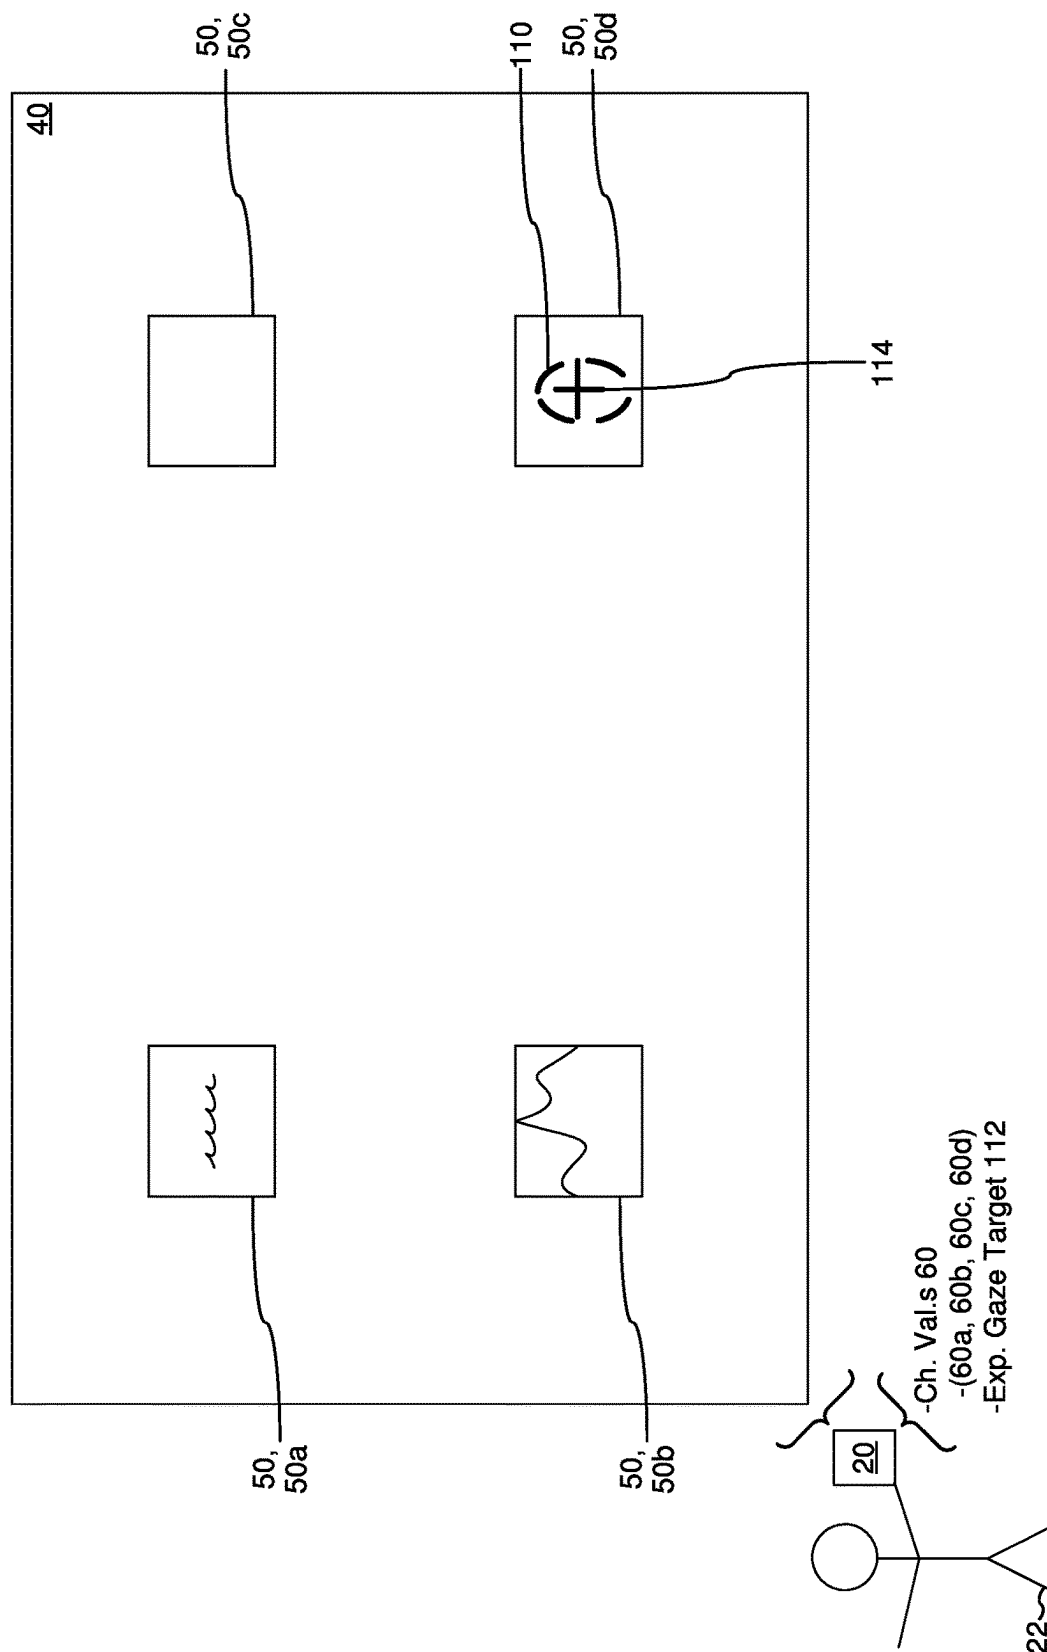 40
50,
50c
50,
50a
110
50,
50d
50,
50b
20
114
-Ch. Val.s 60
-(60a, 60b, 60c, 60d)
-Exp. Gaze Target 112
22